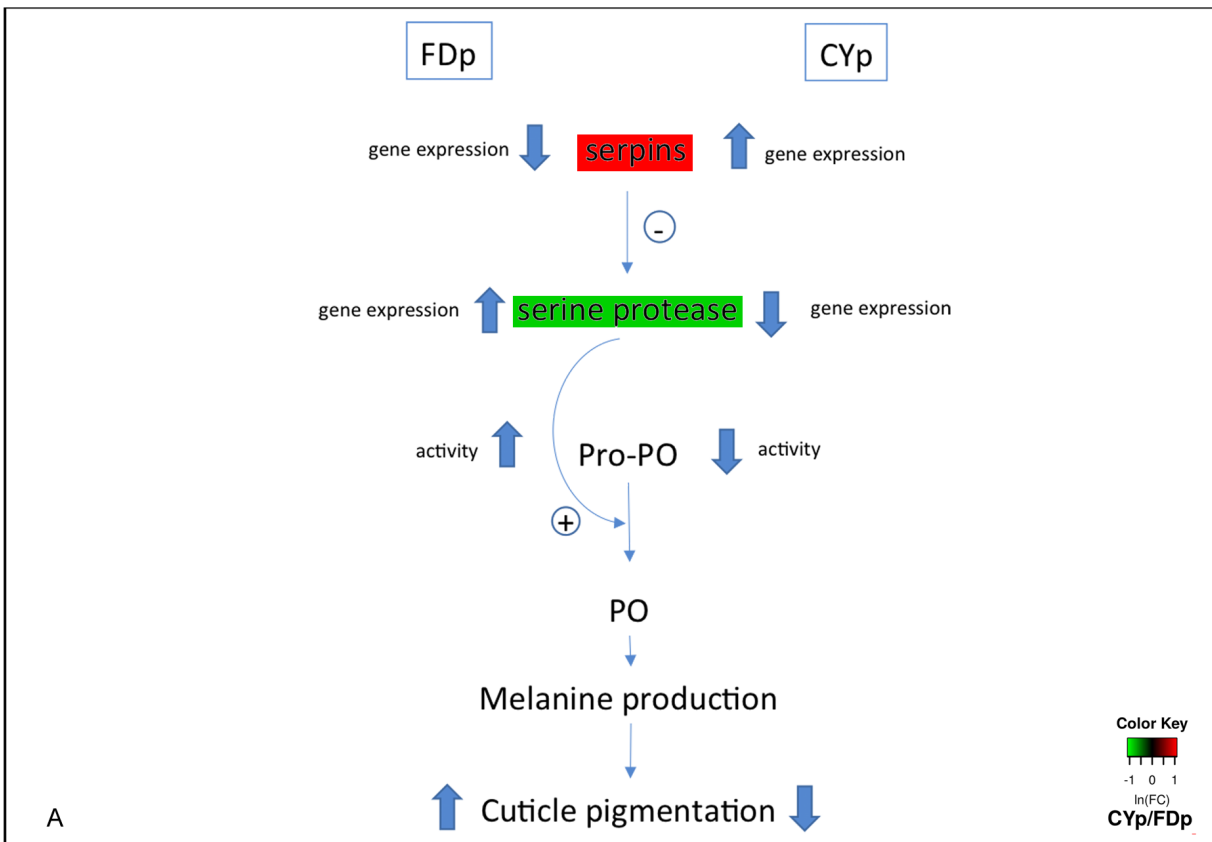 FDp
CYp
gene expression
serpins
gene expression
-
gene expression
serine protease
gene expression
activity
Pro-PO
activity
+
PO
Melanine production
Cuticle pigmentation
A
Color Key
-1 0 1
ln(FC)
CYp/FDp